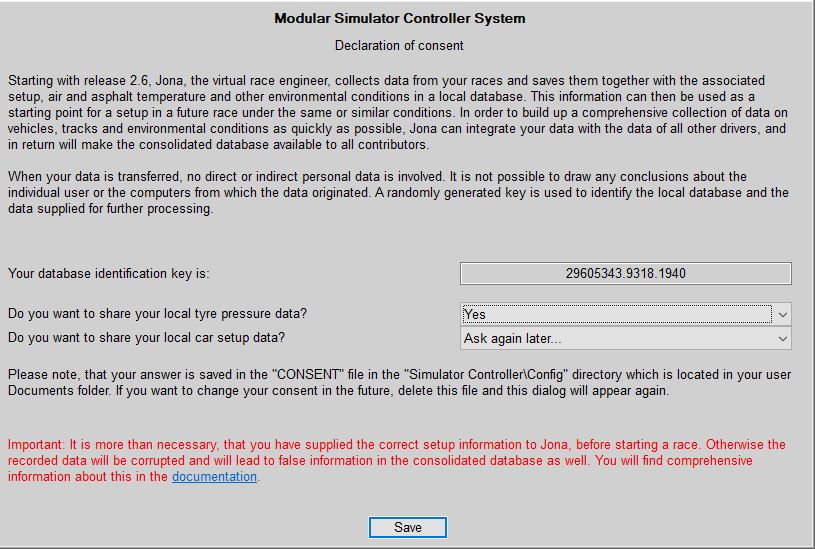 Modular Simulator Controller System
Declaration of consent
Starting with release 2.6, Jona, the virtual race engineer, collects data from your races and saves them together with the associated
setup, air and asphalt temperature and other environmental conditions in a local database. This information can then be used as a
starting point for a setup in a future race under the same or similar conditions. In order to build up a comprehensive collection of data on
vehicles, tracks and environmental conditions as quickly as possible, Jona can integrate your data with the data of all other drivers, and
in return will make the consolidated database available to all contributors.
When your data is transferred, no direct or indirect personal data is involved. It is not possible to draw any conclusions about the
individual user or the computers from which the data originated. A randomly generated key is used to identify the local database and the
data supplied for further processing.
Your database identification key is: 29605343.9318.1940
Do you want to share your local tyre pressure data? Yes
Do you want to share your local car setup data? Ask again later...
Please note, that your answer is saved in the "CONSENT" file in the "Simulator Controller\Config" directory which is located in your user
Documents folder. If you want to change your consent in the future, delete this file and this dialog will appear again.
Important: It is more than necessary, that you have supplied the correct setup information to Jona, before starting a race. Otherwise the
recorded data will be corrupted and will lead to false information in the consolidated database as well. You will find comprehensive
information about this in the documentation.
Save